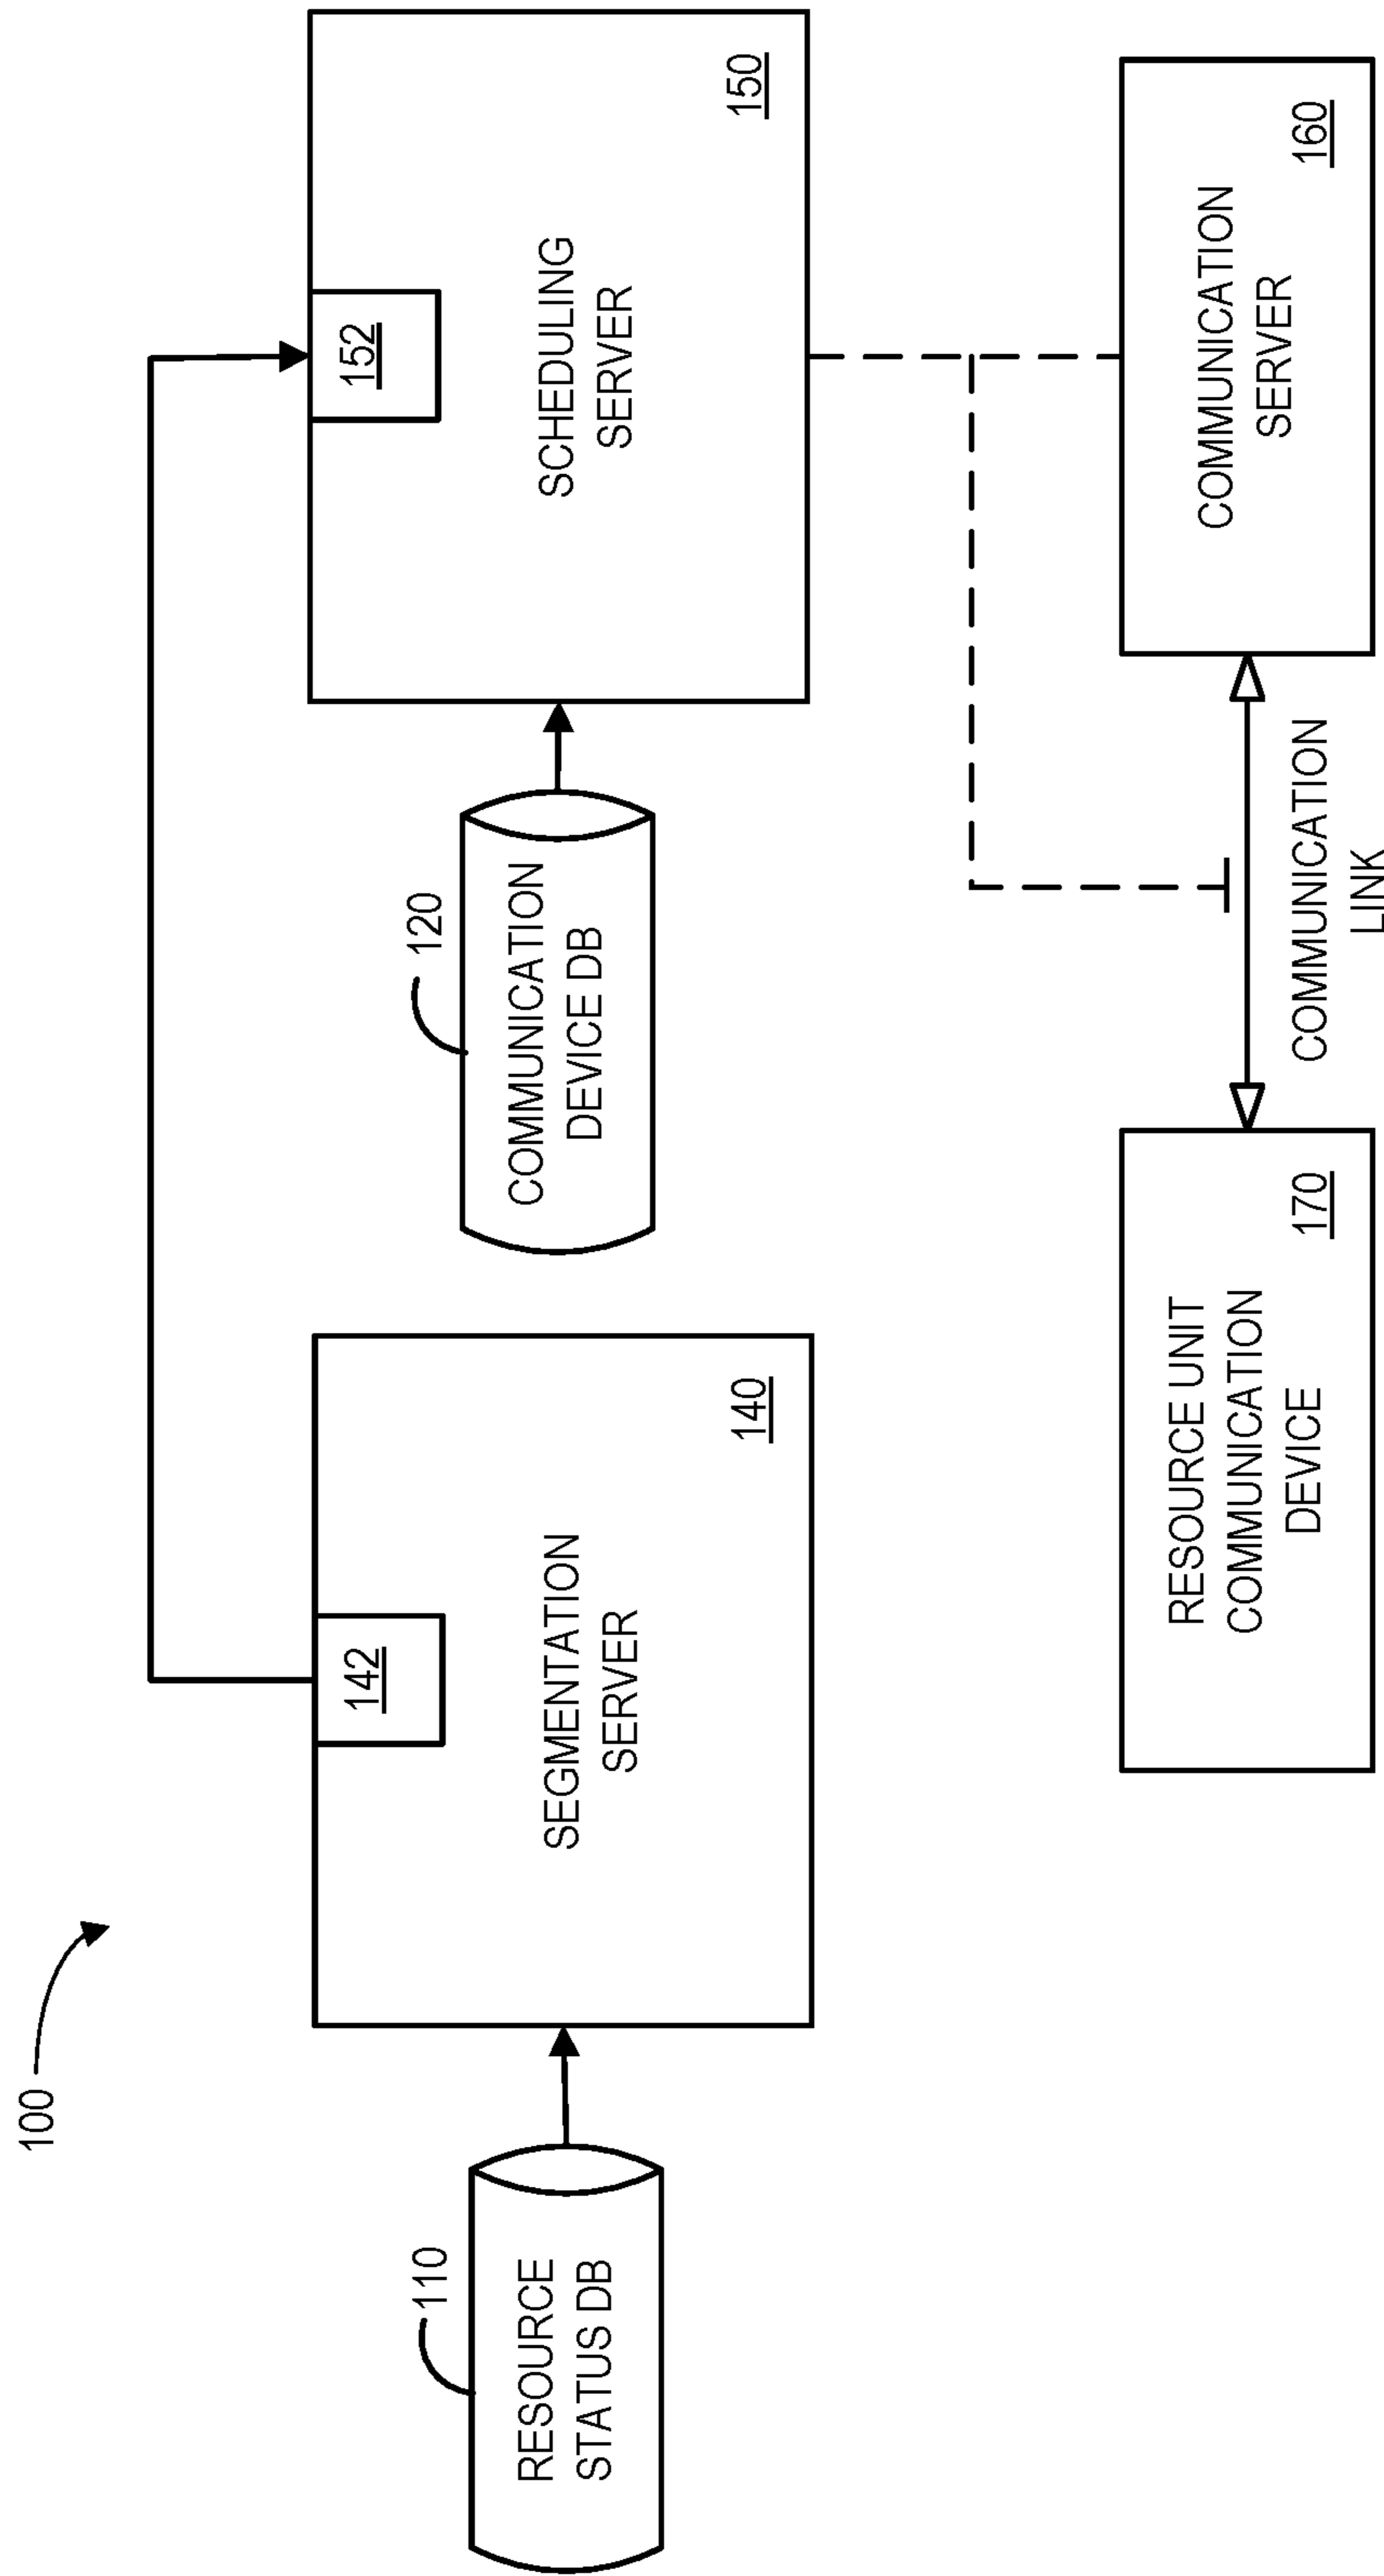 100
142
152
110
RESOURCE
STATUS DB
SEGMENTATION
SERVER
140
120
COMMUNICATION
DEVICE DB
SCHEDULING
SERVER
150
RESOURCE UNIT
COMMUNICATION
DEVICE
170
COMMUNICATION
LINK
COMMUNICATION
SERVER
160